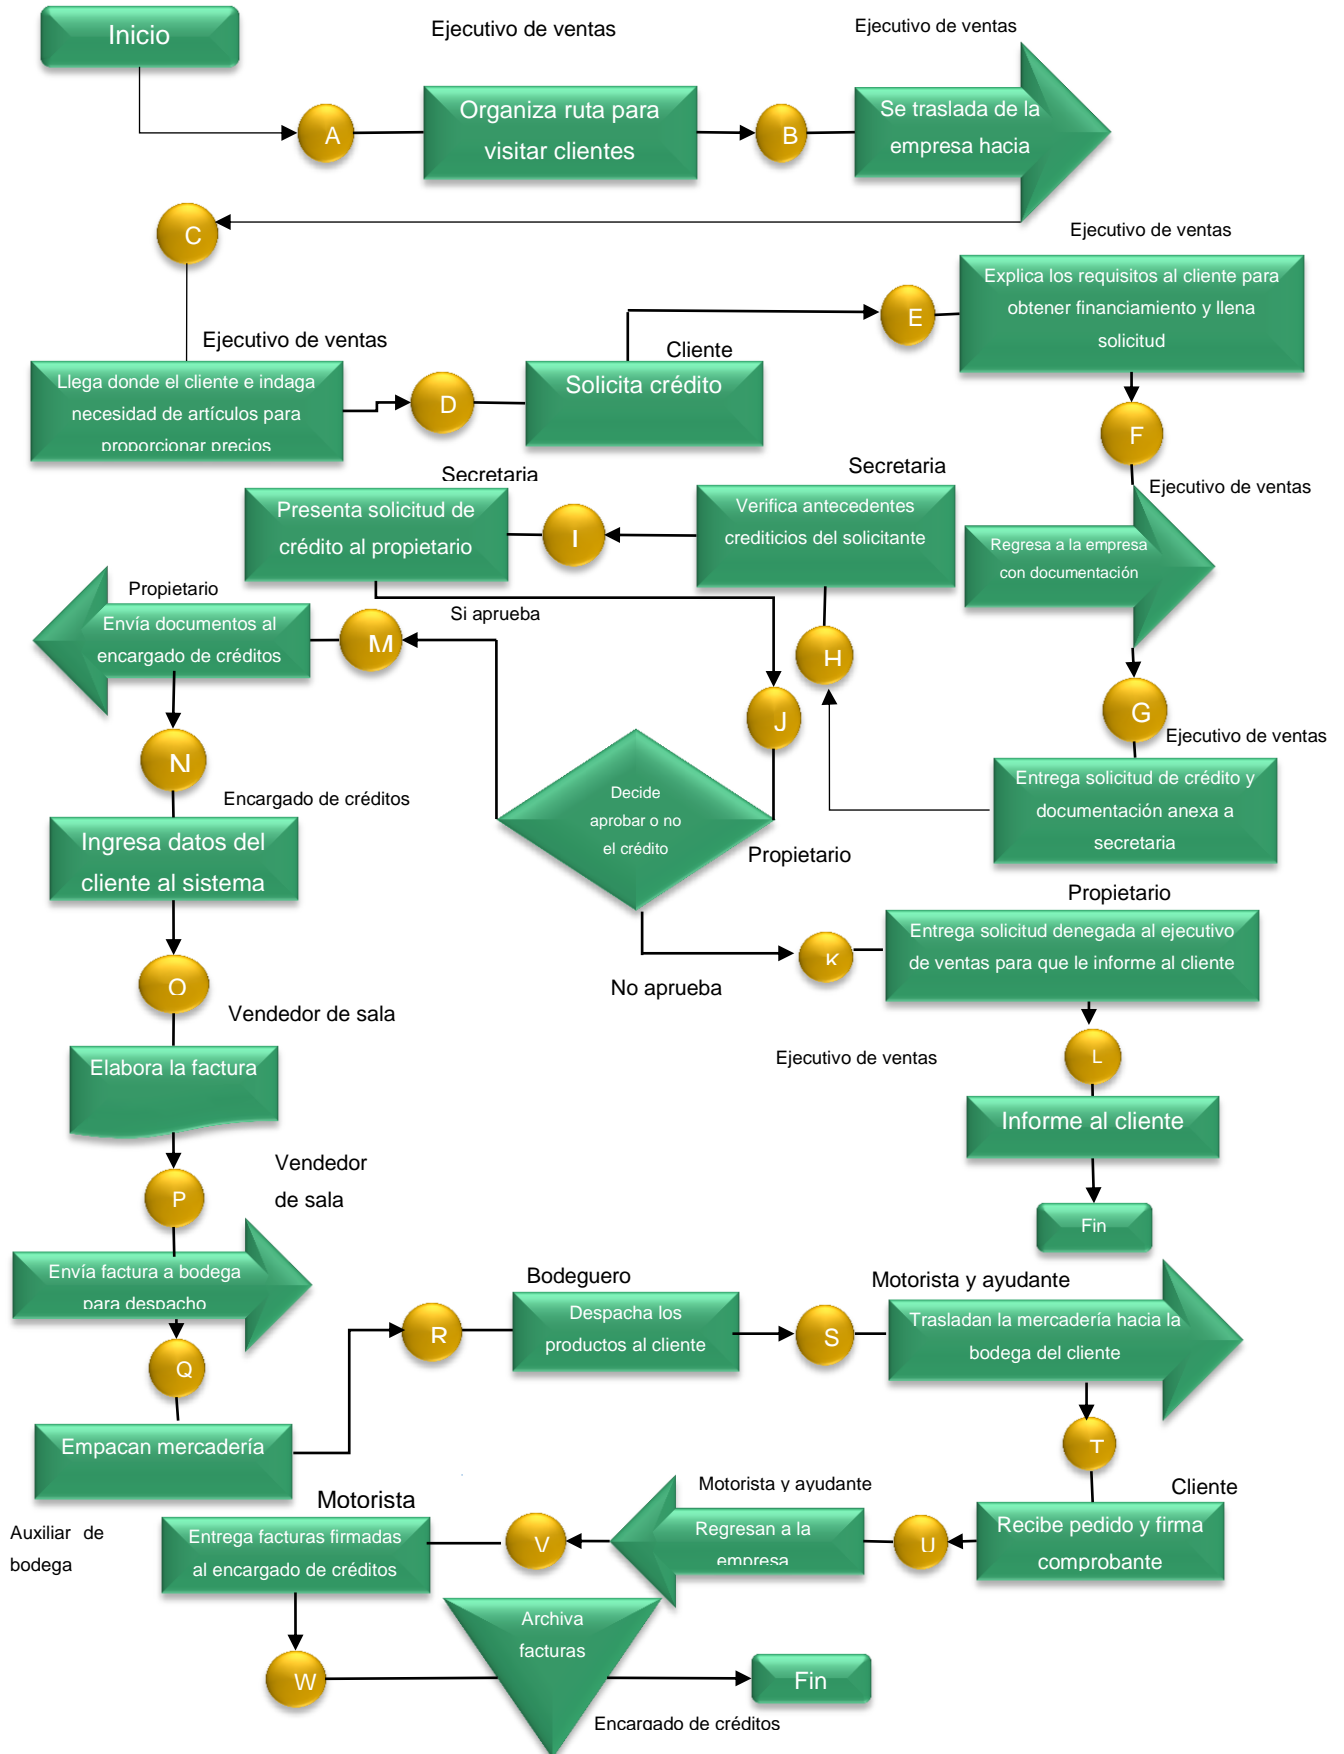 Inicio
Ejecutivo de ventas
Ejecutivo de ventas
A
Organiza ruta para
visitar clientes
B
Se traslada de la
empresa hacia
C
Ejecutivo de ventas
Llega donde el cliente e indaga
necesidad de artículos para
proporcionar precios
D
Cliente
Solicita crédito
E
Ejecutivo de ventas
Explica los requisitos al cliente para
obtener financiamiento y llena
solicitud
F
Ejecutivo de ventas
Regresa a la empresa
con documentación
G
Ejecutivo de ventas
Entrega solicitud de crédito y
documentación anexa a
secretaria
H
Secretaria
Verifica antecedentes
crediticios del solicitante
I
Secretaria
Presenta solicitud de
crédito al propietario
J
Decide
aprobar o no
el crédito
Propietario
No aprueba
K
Propietario
Entrega solicitud denegada al ejecutivo
de ventas para que le informe al cliente
L
Ejecutivo de ventas
Informe al cliente
Fin
Si aprueba
M
Propietario
Envía documentos al
encargado de créditos
N
Encargado de créditos
Ingresa datos del
cliente al sistema
O
Vendedor de sala
Elabora la factura
P
Vendedor
de sala
Envía factura a bodega
para despacho
Q
Empacan mercadería
Auxiliar de
bodega
R
Bodeguero
Despacha los
productos al cliente
S
Motorista y ayudante
Trasladan la mercadería hacia la
bodega del cliente
T
Cliente
Recibe pedido y firma
comprobante
U
Motorista y ayudante
Regresan a la
empresa
V
Motorista
Entrega facturas firmadas
al encargado de créditos
W
Archiva
facturas
Encargado de créditos
Fin